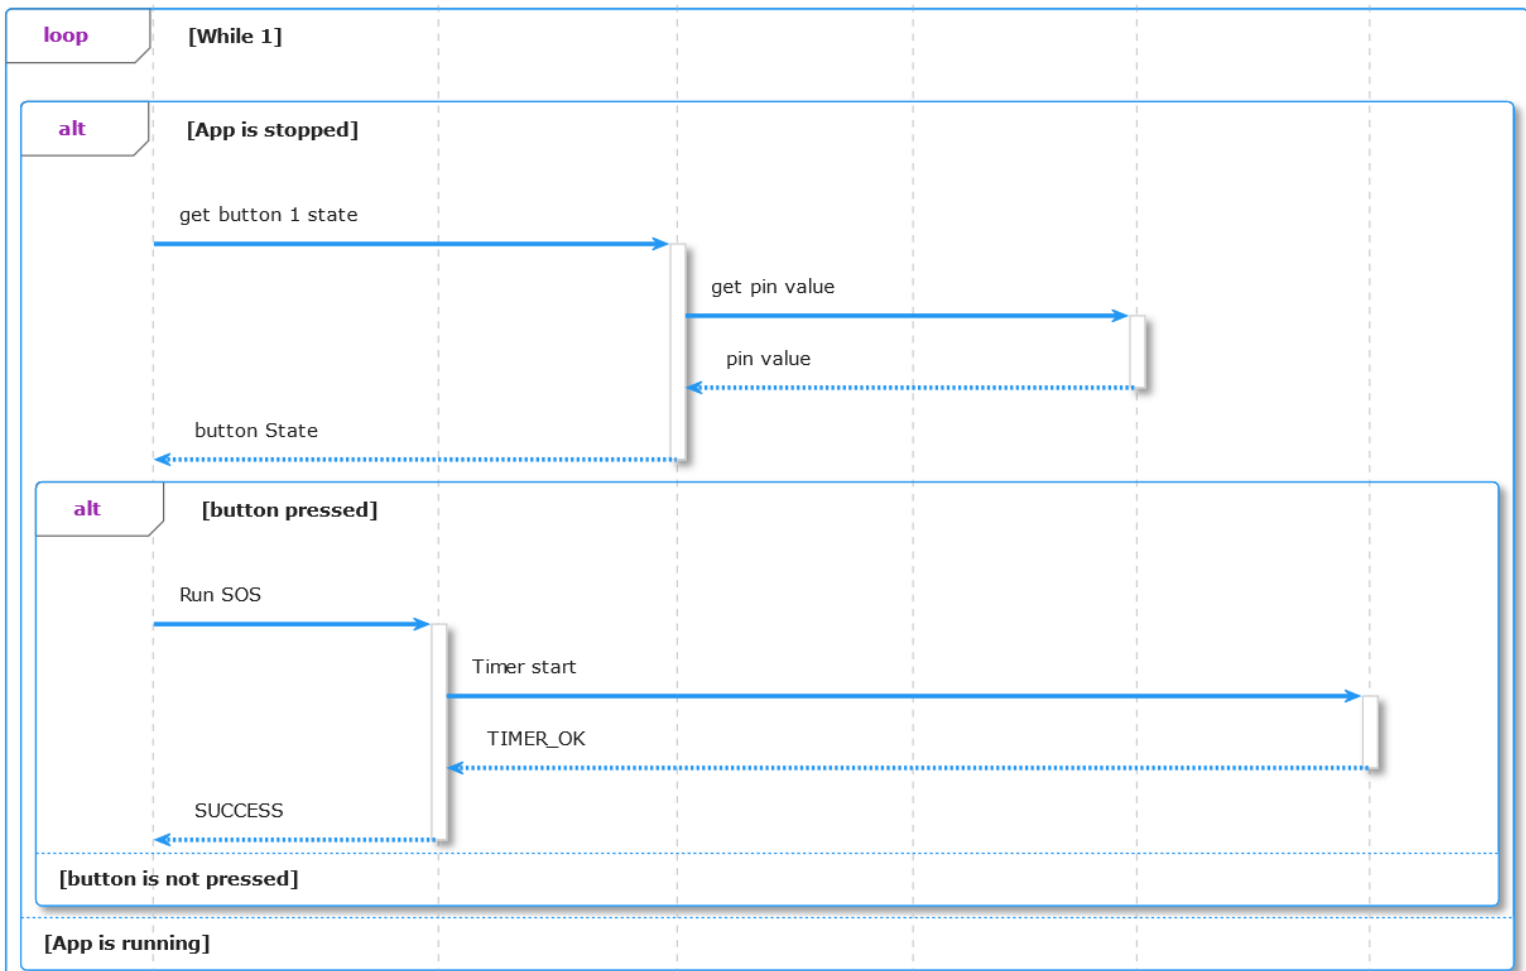 loop [While 1]
alt [App is stopped]
get button 1 state
get pin value
pin value
button State
alt [button pressed]
Run SOS
Timer start
TIMER_OK
SUCCESS
[button is not pressed]
[App is running]